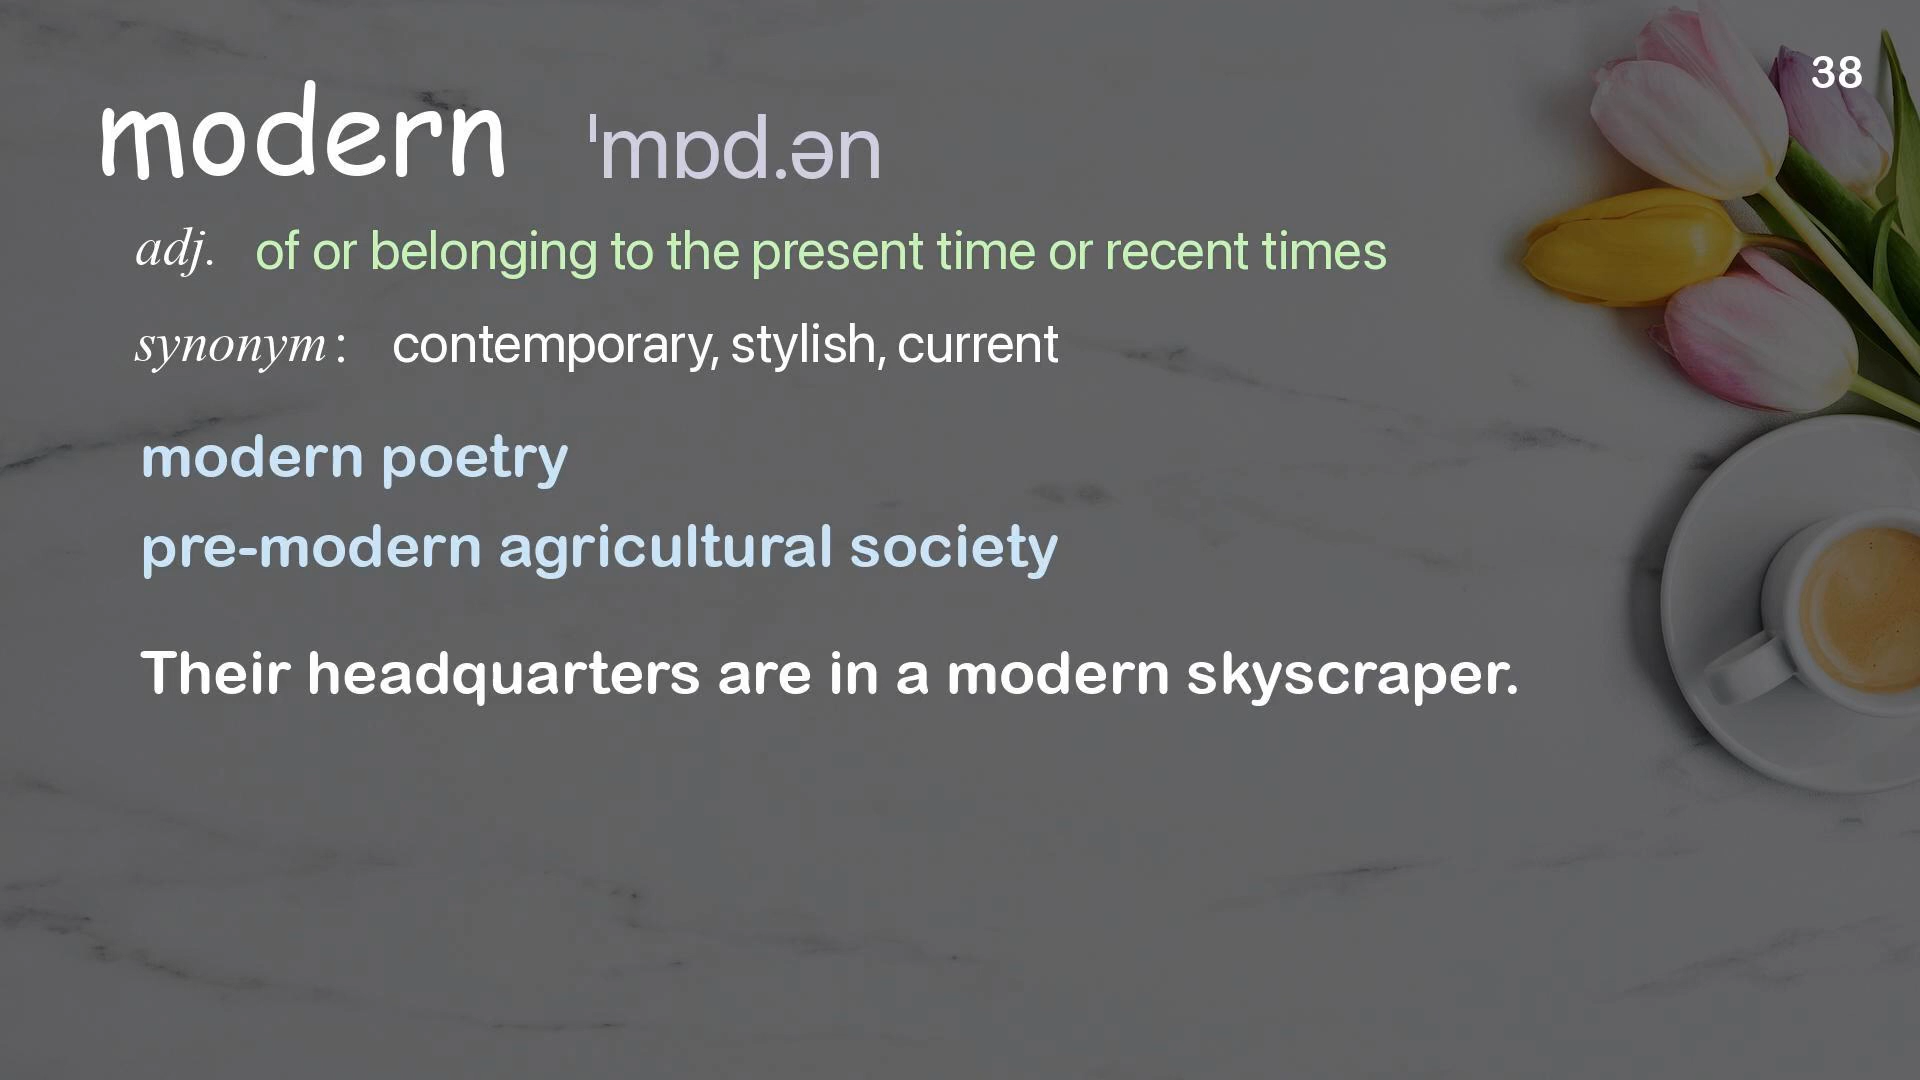 38
modern ˈmɒd.ən
adj. of or belonging to the present time or recent times
synonym: contemporary, stylish, current
modern poetry
pre-modern agricultural society
Their headquarters are in a modern skyscraper.